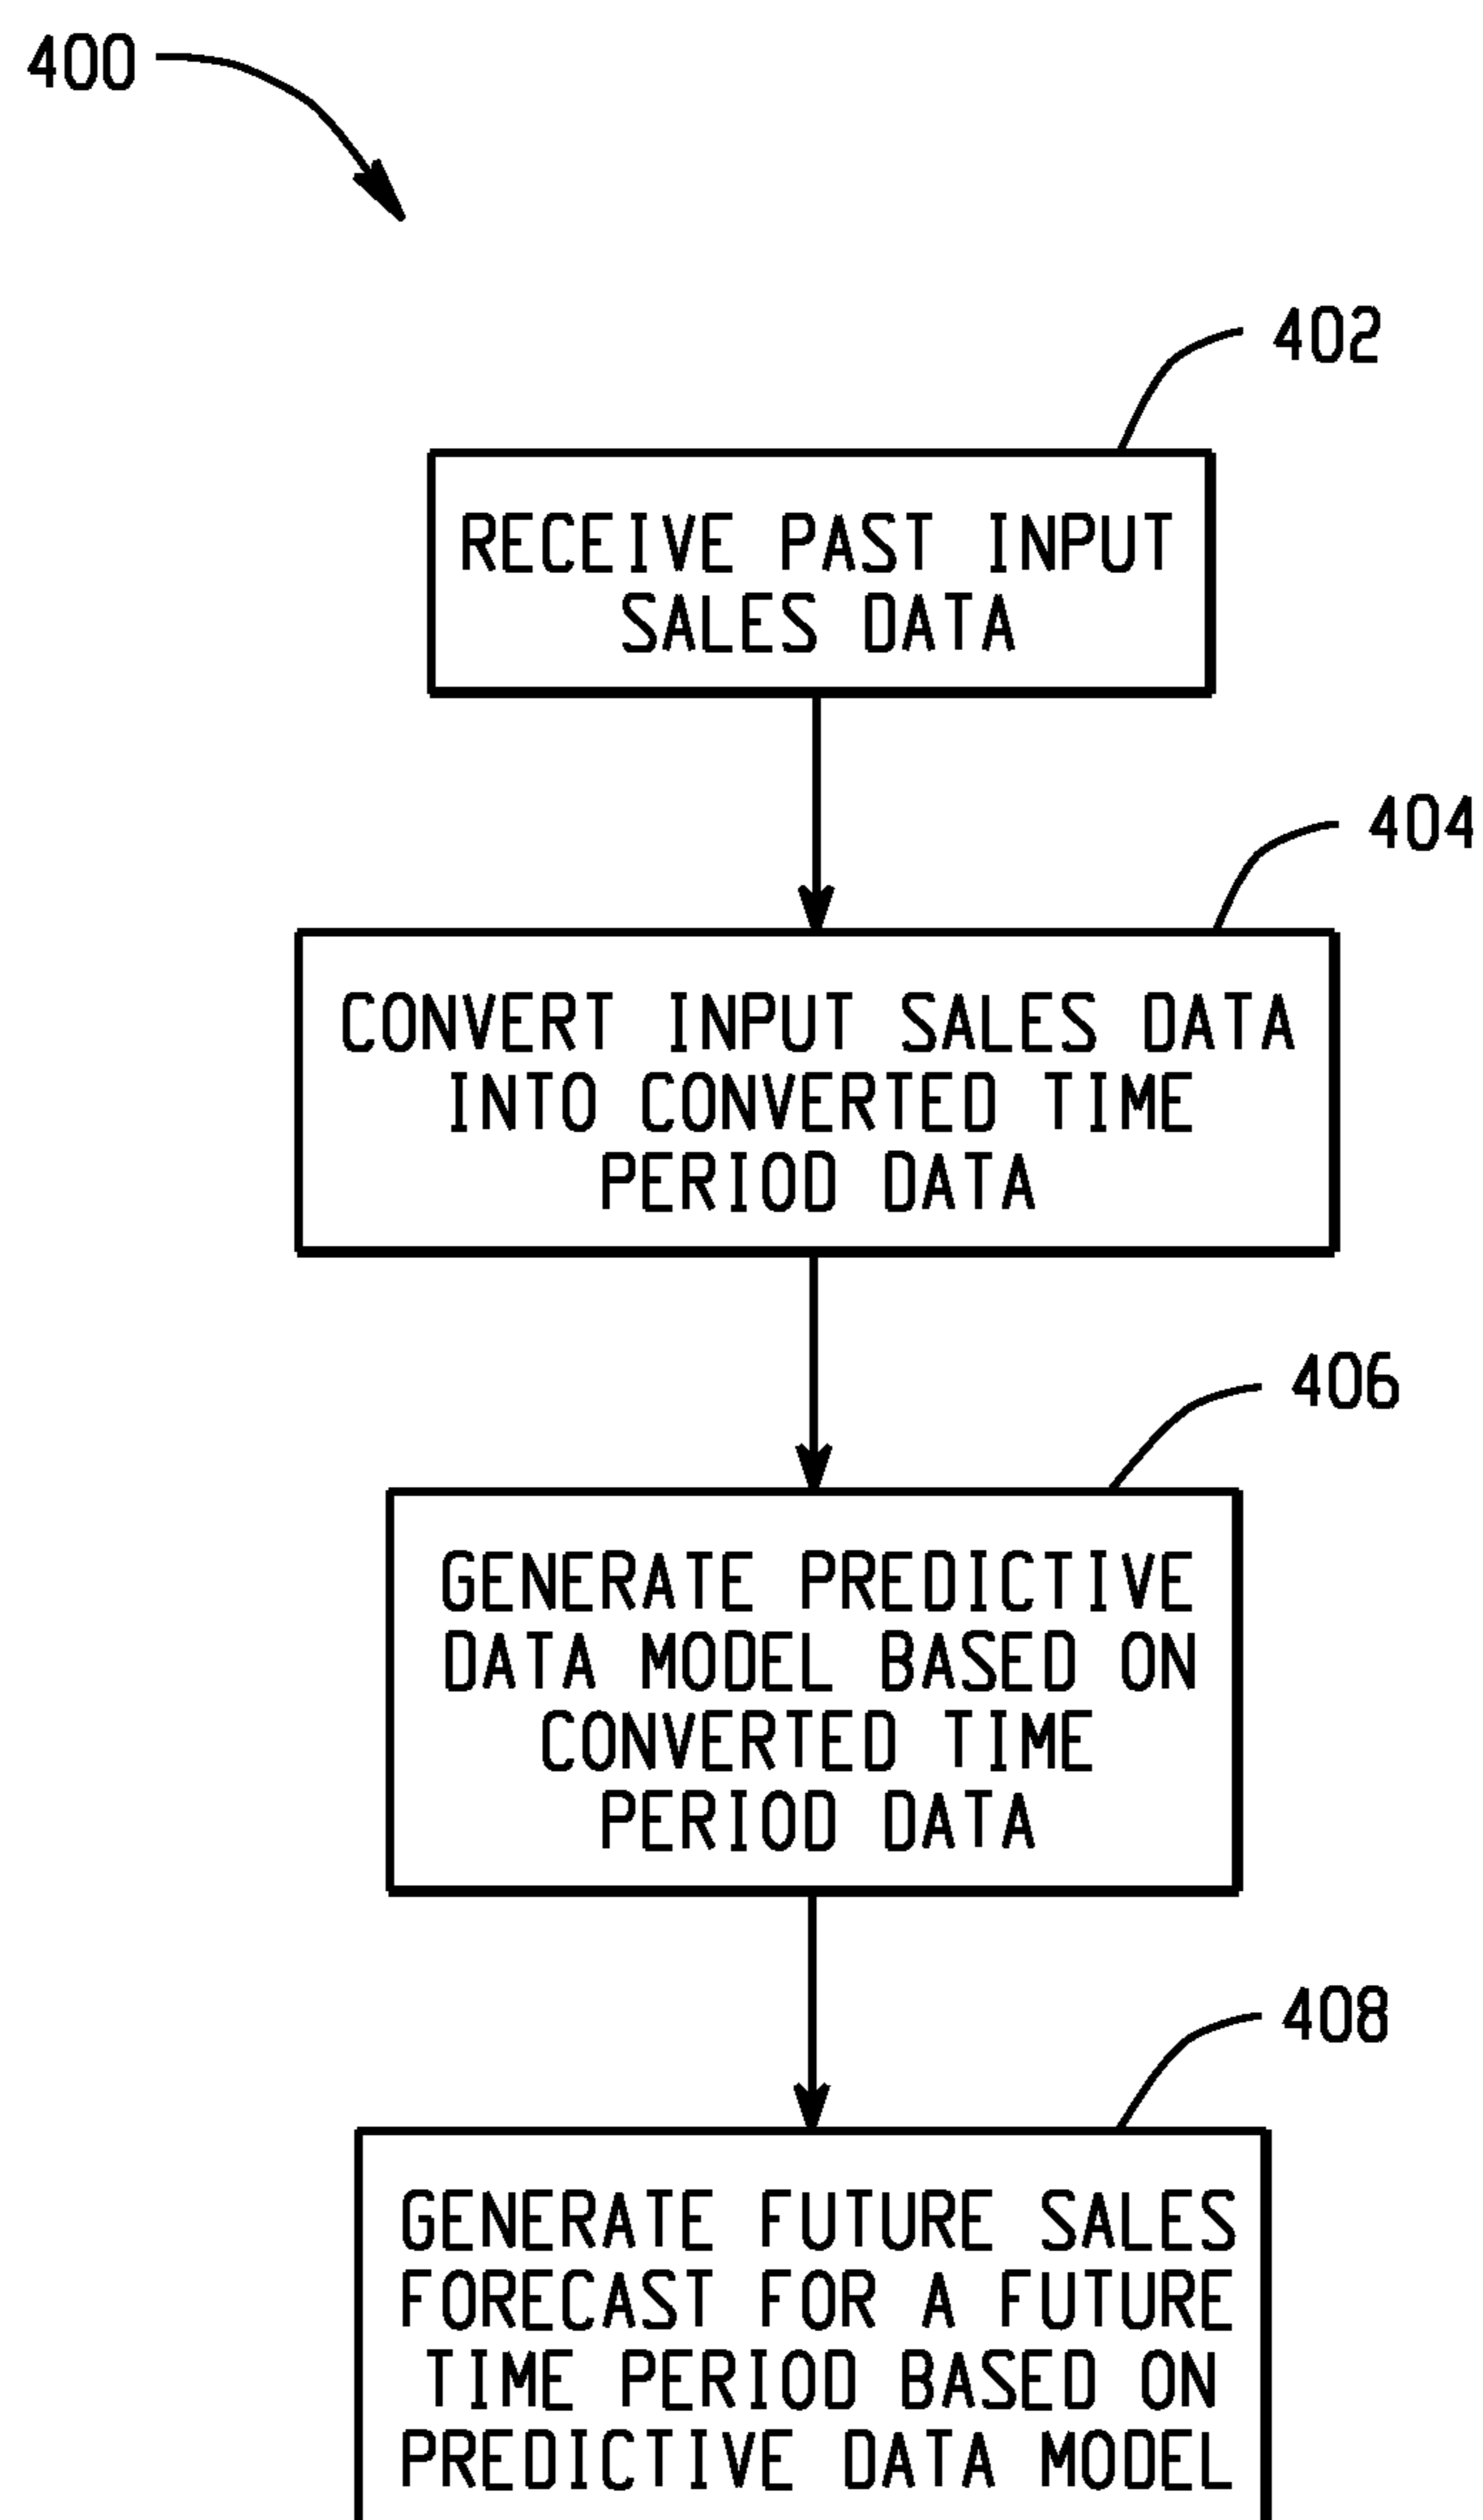 400
402
RECEIVE PAST INPUT
SALES DATA
404
CONVERT INPUT SALES DATA
INTO CONVERTED TIME
PERIOD DATA
406
GENERATE PREDICTIVE
DATA MODEL BASED ON
CONVERTED TIME
PERIOD DATA
408
GENERATE FUTURE SALES
FORECAST FOR A FUTURE
TIME PERIOD BASED ON
PREDICTIVE DATA MODEL